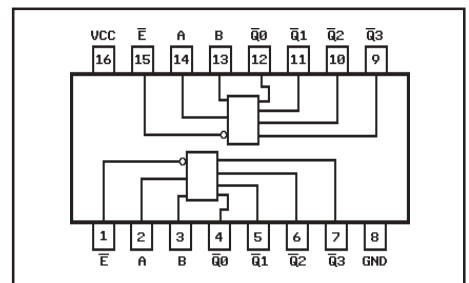 VCC E̅ A B Q̅0 Q̅1 Q̅2 Q̅3
16 15 14 13 12 11 10 9
1 2 3 4 5 6 7 8
E̅ A B Q̅0 Q̅1 Q̅2 Q̅3 GND